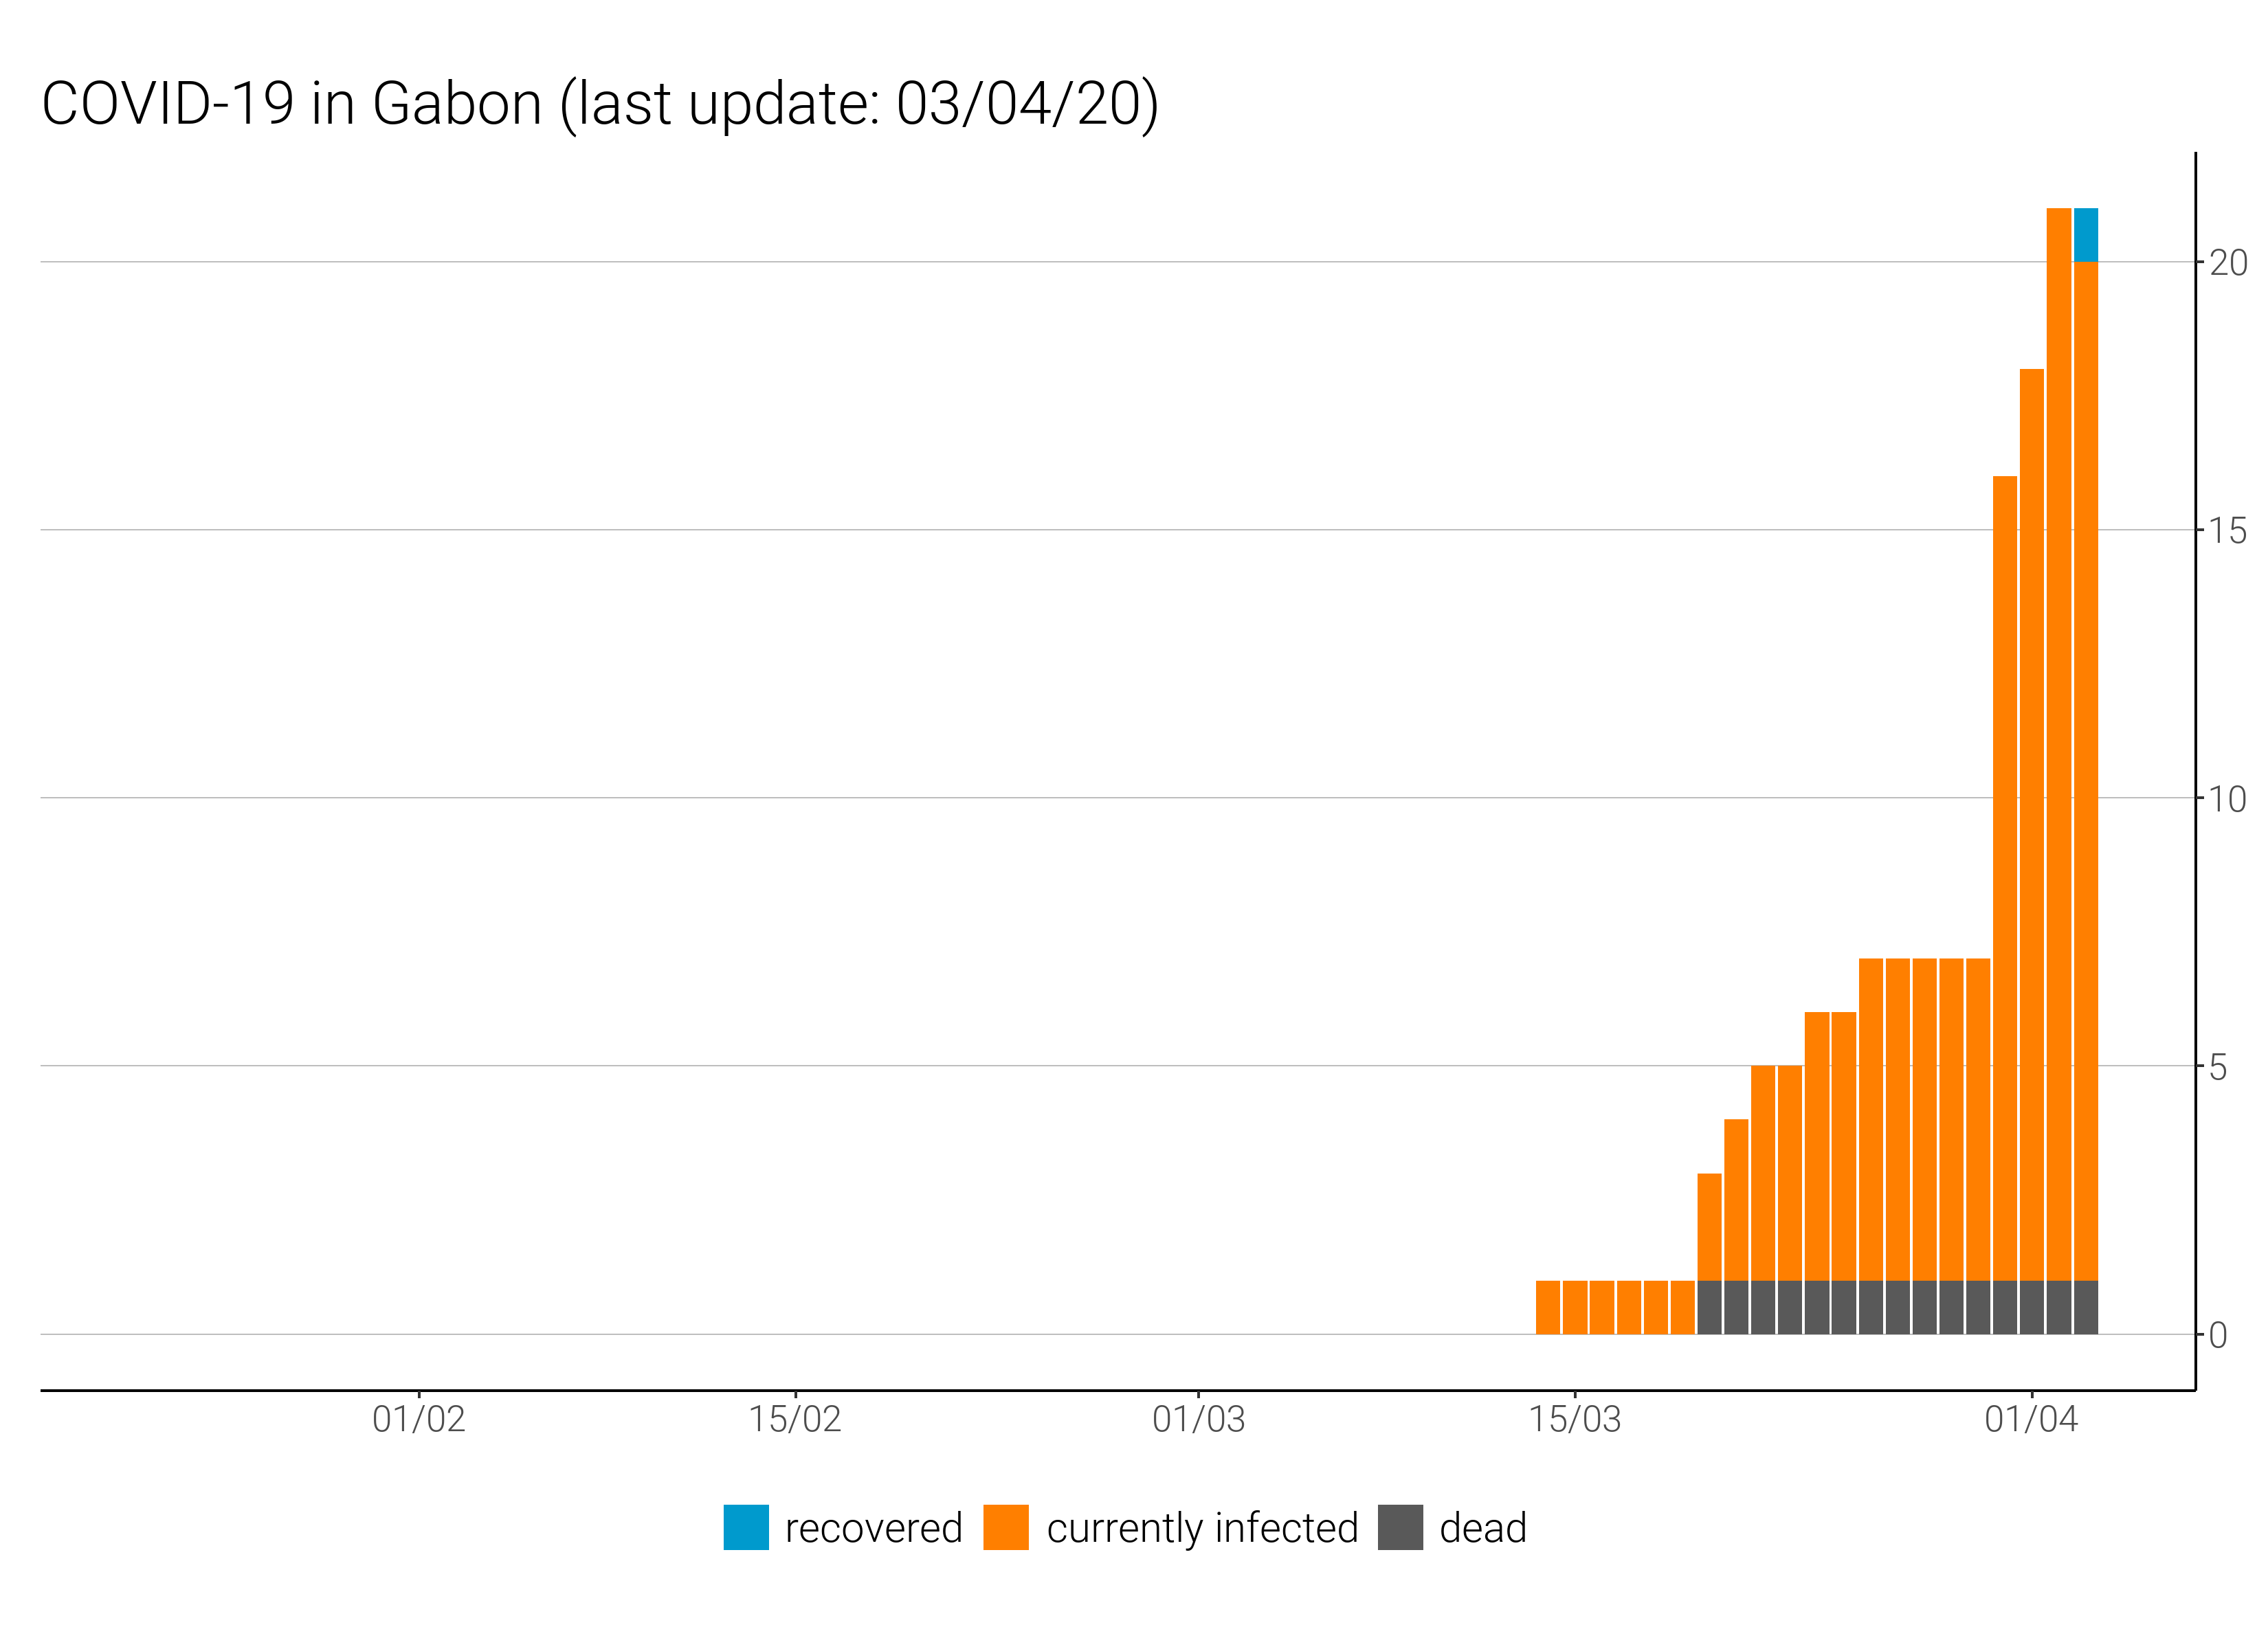 COVID-19 in Gabon (last update: 03/04/20)
20
15
10
5
0
01/02 15/02 01/03 15/03 01/04
recovered currently infected dead